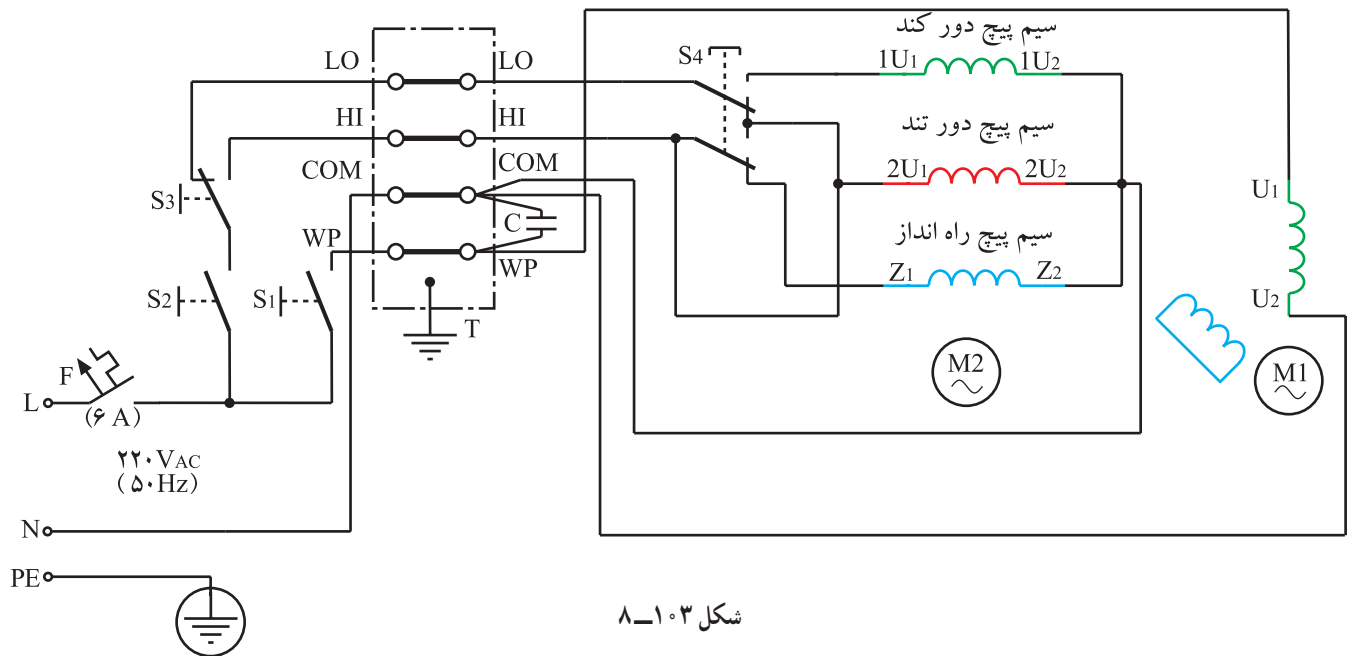 سیم پیچ دور کند
S4
LO LO
1U1 1U2
HI HI
سیم پیچ دور تند
COM COM
2U1 2U2
S3
C
U1
WP WP
سیم پیچ راه انداز
Z1 Z2
S2 S1
U2
T
M2
M1
F
L
(۶ A)
۲۲۰VAC
(۵۰Hz)
N
PE
شکل ۱۰۳ــ۸